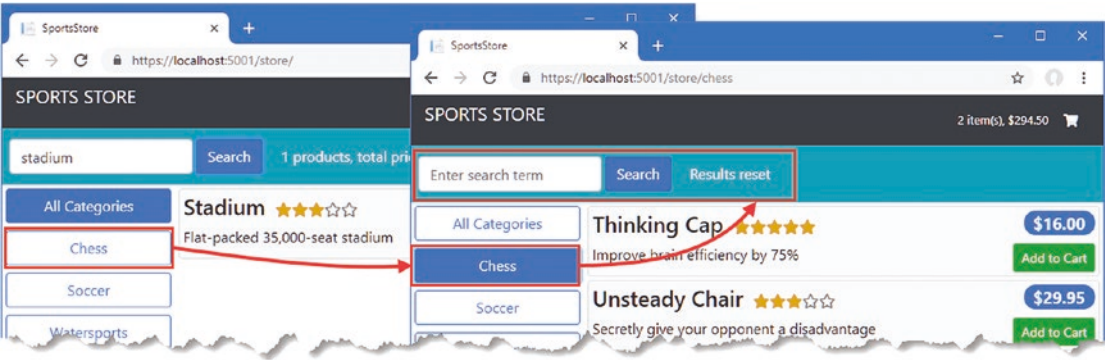 SportsStore
https://localhost:5001/store/
SPORTS STORE
stadium
Search
1 products, total pri
All Categories
Stadium
Flat-packed 35,000-seat stadium
Chess
Soccer
Watersports
SportsStore
https://localhost:5001/store/chess
SPORTS STORE
2 item(s), $294.50
Enter search term
Search
Results reset
All Categories
Chess
Soccer
Thinking Cap
$16.00
Improve brain efficiency by 75%
Add to Cart
Unsteady Chair
$29.95
Secretly give your opponent a disadvantage
Add to Cart